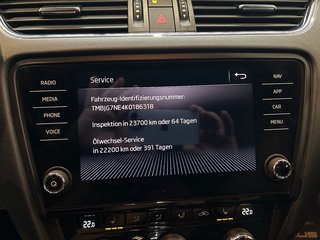 Service
RADIO
MEDIA
PHONE
VOICE
NAV
APP
CAR
MENU
Fahrzeug-Identifizierungsnummer:
TMBJG7NE4K0186318
Inspektion in 23700 km oder 64 Tagen
Ölwechsel-Service
in 22200 km oder 391 Tagen
22.0
22.0